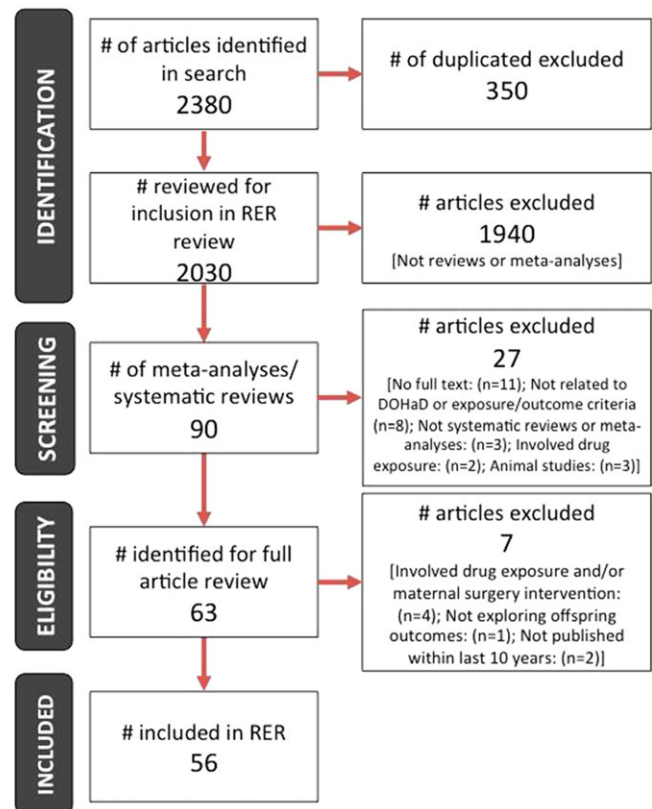 IDENTIFICATION
# of articles identified
in search
2380
# of duplicated excluded
350
# reviewed for
inclusion in RER
review
2030
# articles excluded
1940
[Not reviews or meta-analyses]
SCREENING
# of meta-analyses/
systematic reviews
90
# articles excluded
27
[No full text: (n=11); Not related to
DOHaD or exposure/outcome criteria
(n=8); Not systematic reviews or meta-
analyses: (n=3); Involved drug
exposure: (n=2); Animal studies: (n=3)]
ELIGIBILITY
# identified for full
article review
63
# articles excluded
7
[Involved drug exposure and/or
maternal surgery intervention:
(n=4); Not exploring offspring
outcomes: (n=1); Not published
within last 10 years: (n=2)]
INCLUDED
# included in RER
56